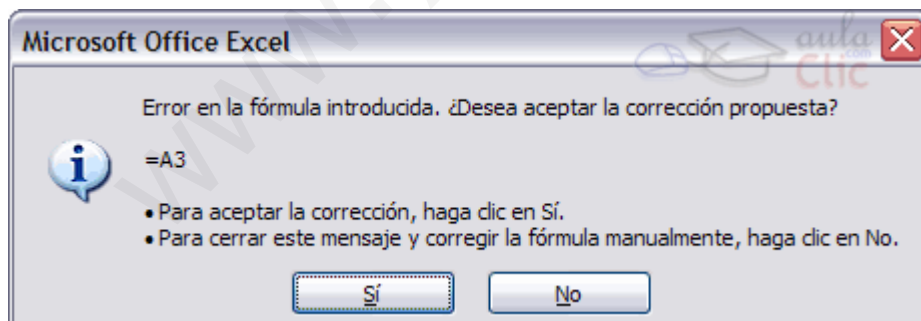 Microsoft Office Excel
aula
.com
Clic
Error en la fórmula introducida. ¿Desea aceptar la corrección propuesta?
=A3
• Para aceptar la corrección, haga clic en Sí.
• Para cerrar este mensaje y corregir la fórmula manualmente, haga clic en No.
Sí
No
www.